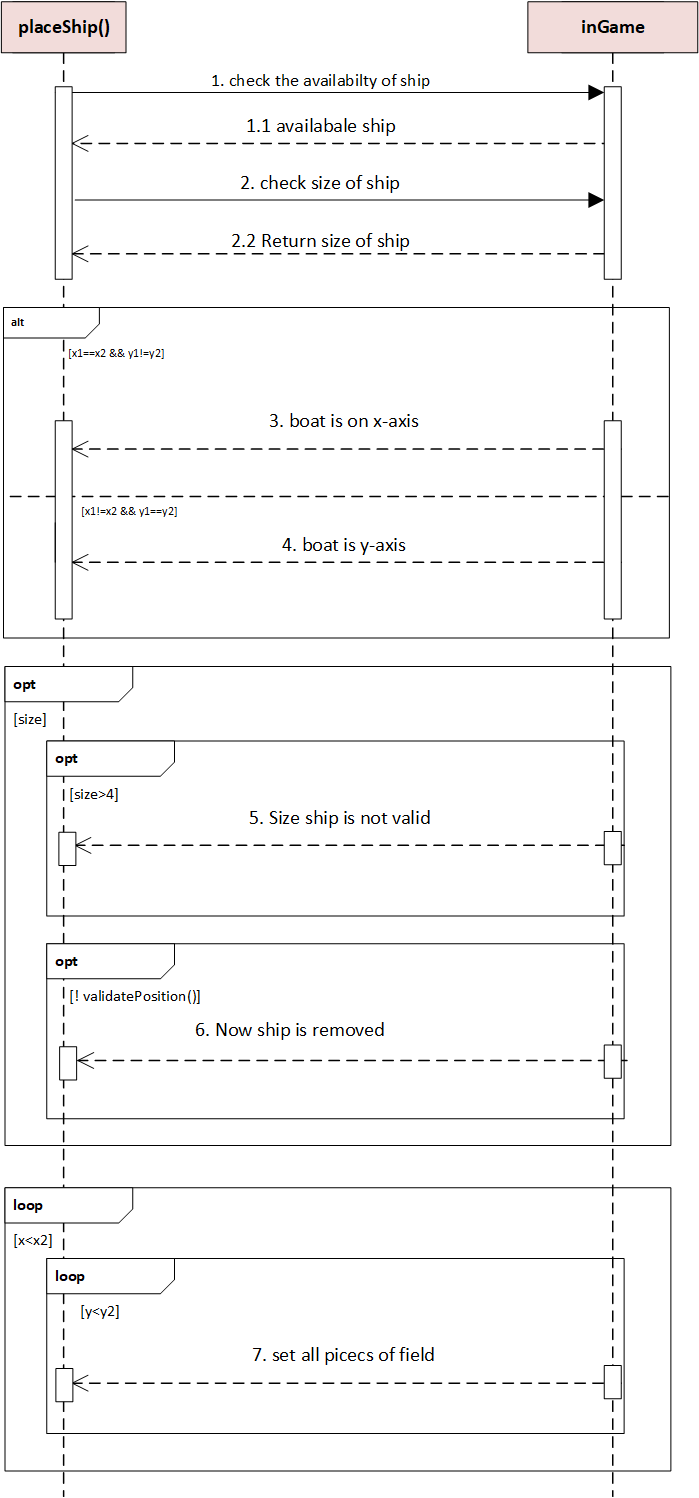 placeShip()
inGame
1. check the availabilty of ship
1.1 availabale ship
2. check size of ship
2.2 Return size of ship
alt
[x1==x2 && y1!=y2]
3. boat is on x-axis
[x1!=x2 && y1==y2]
4. boat is y-axis
opt
[size]
opt
[size>4]
5. Size ship is not valid
opt
[! validatePosition()]
6. Now ship is removed
loop
[x<x2]
loop
[y<y2]
7. set all picecs of field